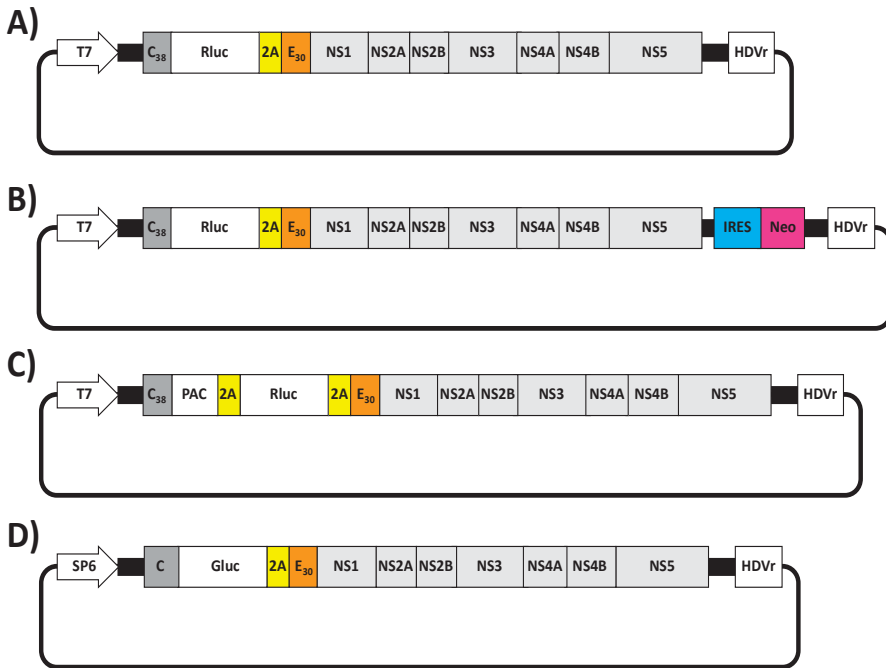 A)
T7 C₃₈ Rluc 2A E₃₀ NS1 NS2A NS2B NS3 NS4A NS4B NS5 HDVr
B)
T7 C₃₈ Rluc 2A E₃₀ NS1 NS2A NS2B NS3 NS4A NS4B NS5 IRES Neo HDVr
C)
T7 C₃₈ PAC 2A Rluc 2A E₃₀ NS1 NS2A NS2B NS3 NS4A NS4B NS5 HDVr
D)
SP6 C Gluc 2A E₃₀ NS1 NS2A NS2B NS3 NS4A NS4B NS5 HDVr